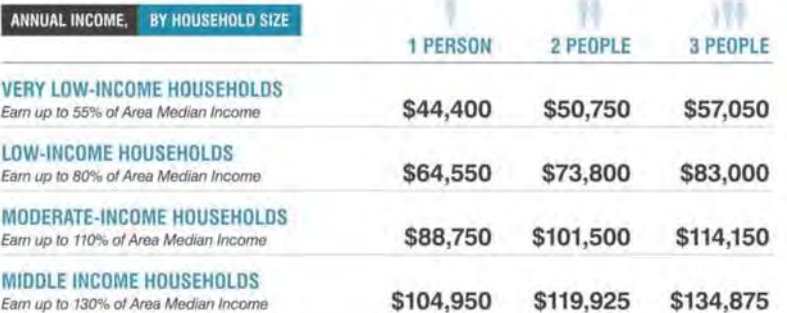 ANNUAL INCOME, BY HOUSEHOLD SIZE
1 PERSON 2 PEOPLE 3 PEOPLE
VERY LOW-INCOME HOUSEHOLDS
Earn up to 55% of Area Median Income $44,400 $50,750 $57,050
LOW-INCOME HOUSEHOLDS
Earn up to 80% of Area Median Income $64,550 $73,800 $83,000
MODERATE-INCOME HOUSEHOLDS
Earn up to 110% of Area Median Income $88,750 $101,500 $114,150
MIDDLE INCOME HOUSEHOLDS
Earn up to 130% of Area Median Income $104,950 $119,925 $134,875